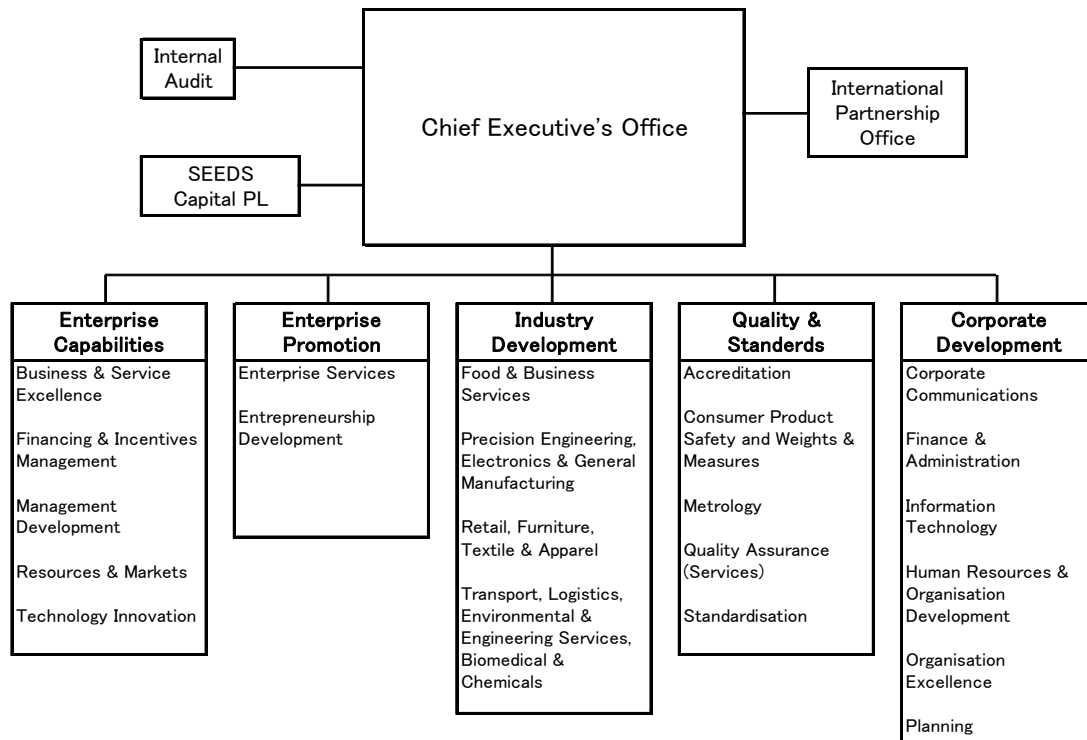 Internal
Audit
SEEDS
Capital PL
Chief Executive's Office
International
Partnership
Office
Enterprise
Capabilities
Business & Service
Excellence
Financing & Incentives
Management
Management
Development
Resources & Markets
Technology Innovation
Enterprise
Promotion
Enterprise Services
Entrepreneurship
Development
Industry
Development
Food & Business
Services
Precision Engineering,
Electronics & General
Manufacturing
Retail, Furniture,
Textile & Apparel
Transport, Logistics,
Environmental &
Engineering Services,
Biomedical &
Chemicals
Quality &
Standerds
Accreditation
Consumer Product
Safety and Weights &
Measures
Metrology
Quality Assurance
(Services)
Standardisation
Corporate
Development
Corporate
Communications
Finance &
Administration
Information
Technology
Human Resources &
Organisation
Development
Organisation
Excellence
Planning